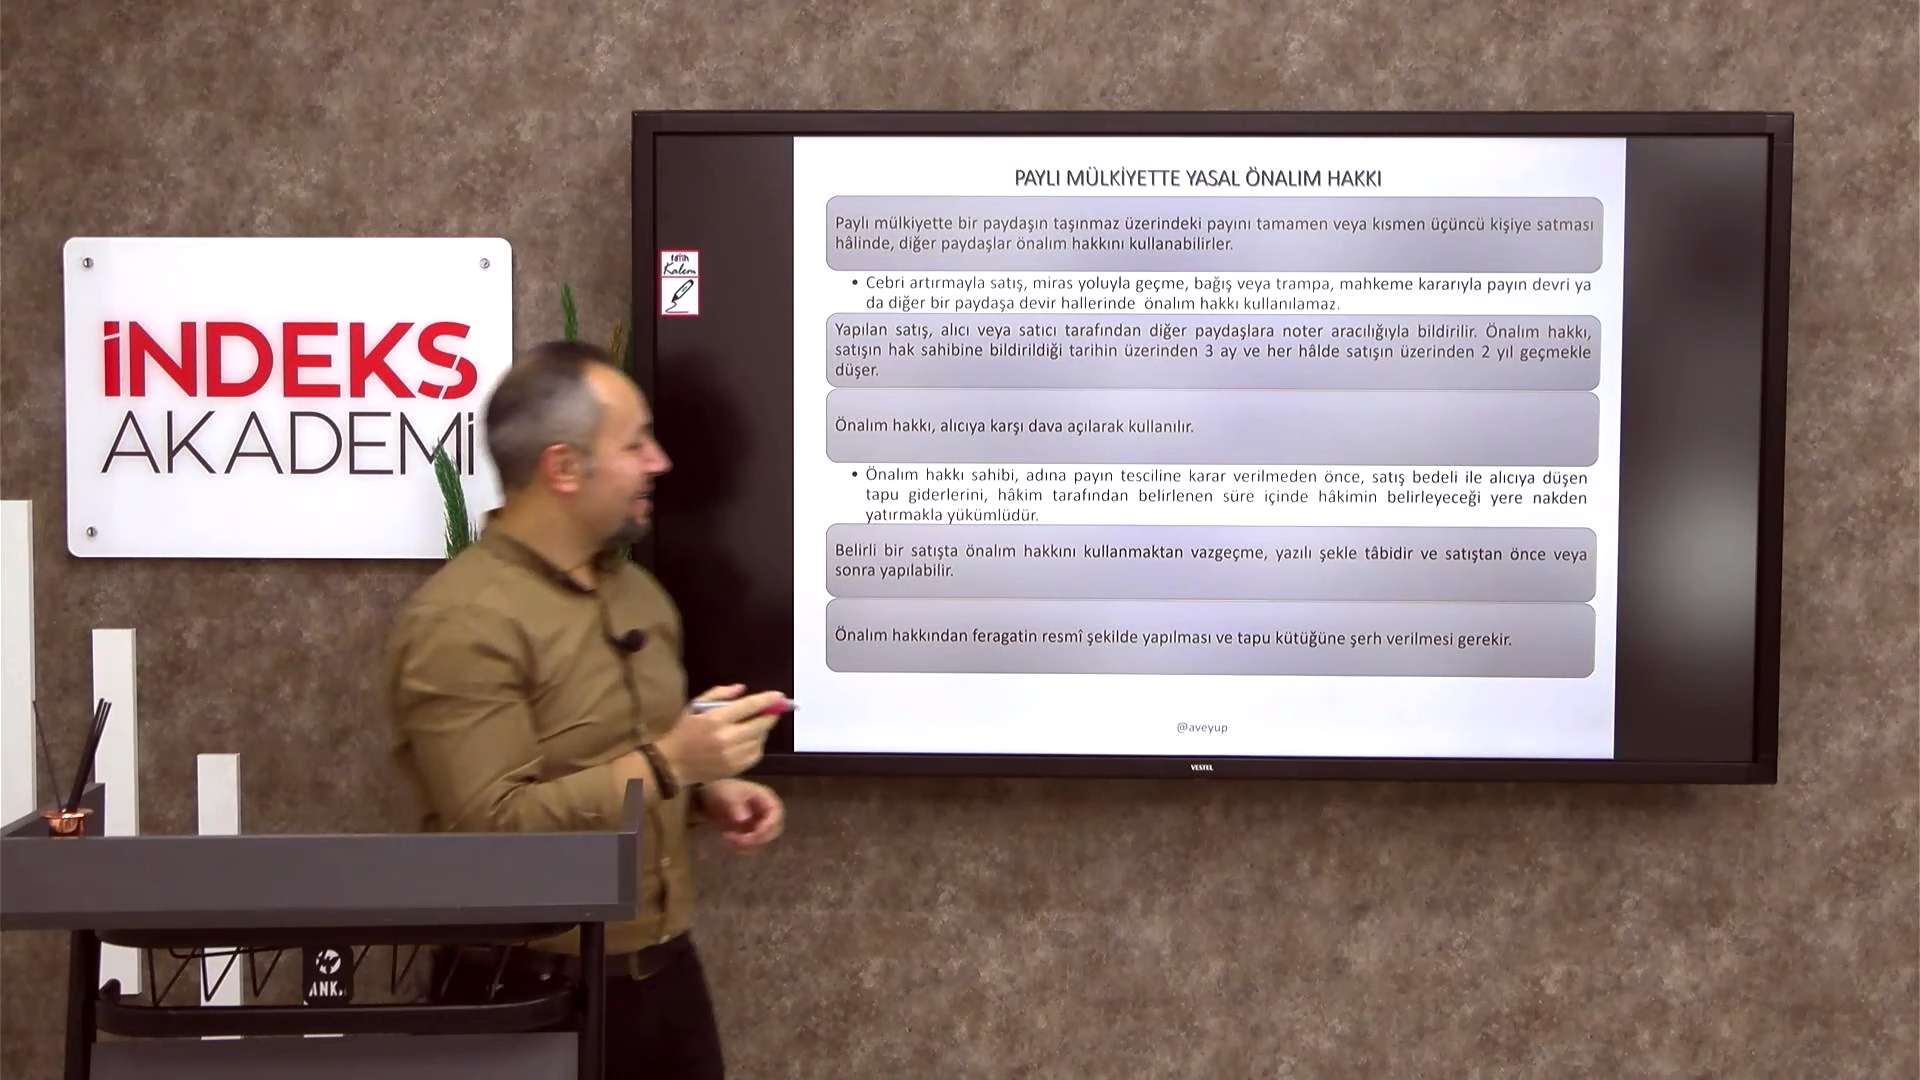 İNDEKS
AKADEMİ
fatih
Kalem
PAYLI MÜLKİYETTE YASAL ÖNALIM HAKKI
Paylı mülkiyette bir paydaşın taşınmaz üzerindeki payını tamamen veya kısmen üçüncü kişiye satması
hâlinde, diğer paydaşlar önalım hakkını kullanabilirler.
• Cebri artırmayla satış, miras yoluyla geçme, bağış veya trampa, mahkeme kararıyla payın devri ya
da diğer bir paydaşa devir hallerinde önalım hakkı kullanılamaz.
Yapılan satış, alıcı veya satıcı tarafından diğer paydaşlara noter aracılığıyla bildirilir. Önalım hakkı,
satışın hak sahibine bildirildiği tarihin üzerinden 3 ay ve her hâlde satışın üzerinden 2 yıl geçmekle
düşer.
Önalım hakkı, alıcıya karşı dava açılarak kullanılır.
• Önalım hakkı sahibi, adına payın tesciline karar verilmeden önce, satış bedeli ile alıcıya düşen
tapu giderlerini, hâkim tarafından belirlenen süre içinde hâkimin belirleyeceği yere nakden
yatırmakla yükümlüdür.
Belirli bir satışta önalım hakkını kullanmaktan vazgeçme, yazılı şekle tâbidir ve satıştan önce veya
sonra yapılabilir.
Önalım hakkından feragatin resmî şekilde yapılması ve tapu kütüğüne şerh verilmesi gerekir.
@aveyup
VESTEL